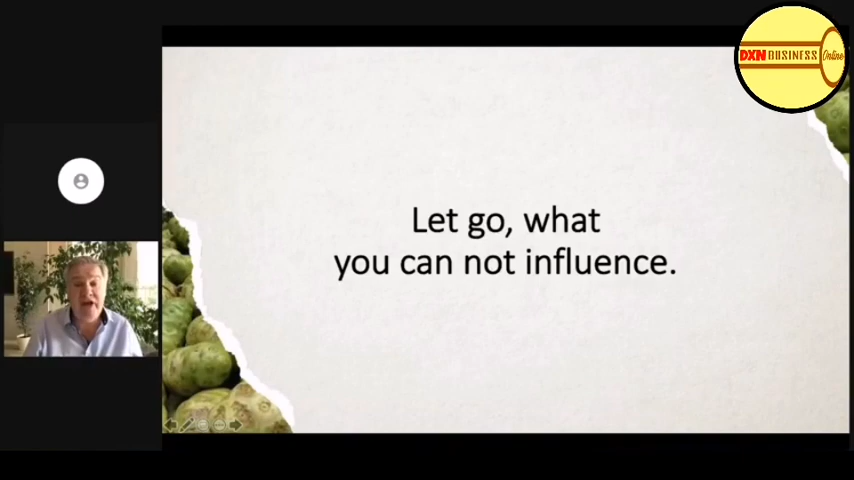 DXN BUSINESS Online
Let go, what
you can not influence.